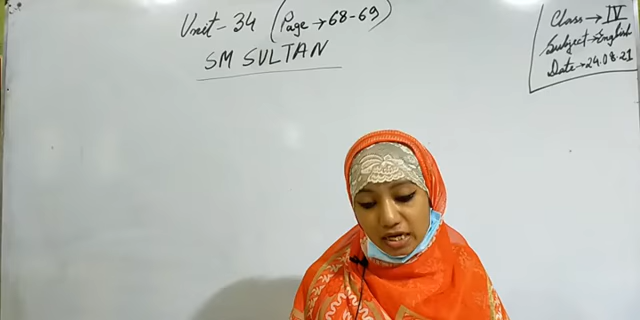 Unit - 34 (Page → 68-69)
SM SULTAN
Class → IV
Subject → English
Date → 24.08.21